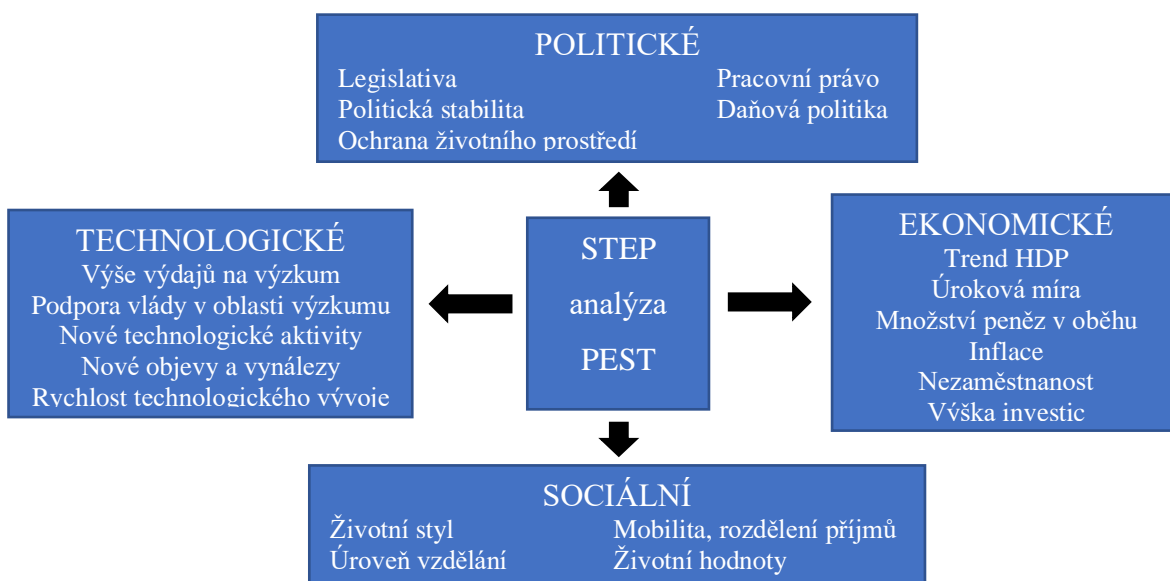 POLITICKÉ
Legislativa Pracovní právo
Politická stabilita Daňová politika
Ochrana životního prostředí
TECHNOLOGICKÉ
Výše výdajů na výzkum
Podpora vlády v oblasti výzkumu
Nové technologické aktivity
Nové objevy a vynálezy
Rychlost technologického vývoje
STEP
analýza
PEST
EKONOMICKÉ
Trend HDP
Úroková míra
Množství peněz v oběhu
Inflace
Nezaměstnanost
Výška investic
SOCIÁLNÍ
Životní styl Mobilita, rozdělení příjmů
Úroveň vzdělání Životní hodnoty